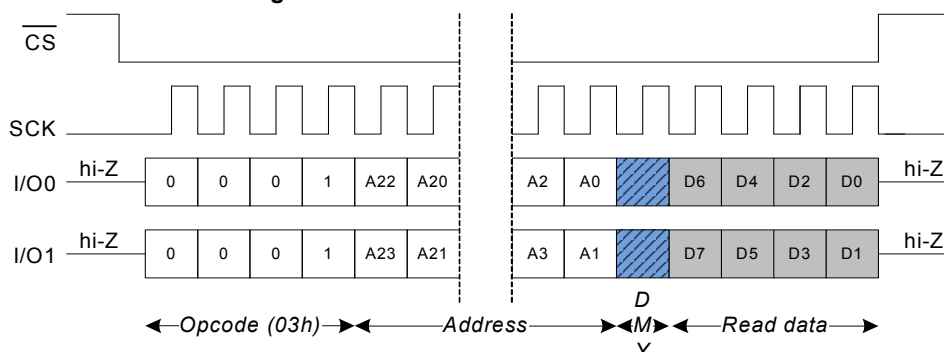 CS
SCK
I/O0 hi-Z 0 0 0 1 A22 A20 A2 A0 D6 D4 D2 D0 hi-Z
I/O1 hi-Z 0 0 0 1 A23 A21 A3 A1 D7 D5 D3 D1 hi-Z
Opcode (03h) Address D M Y Read data